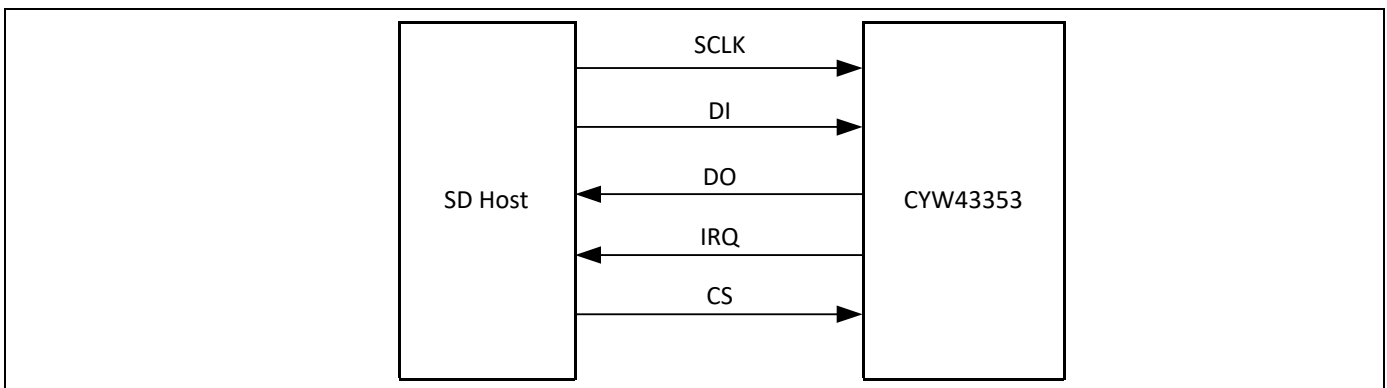 SCLK
DI
DO
SD Host
CYW43353
IRQ
CS